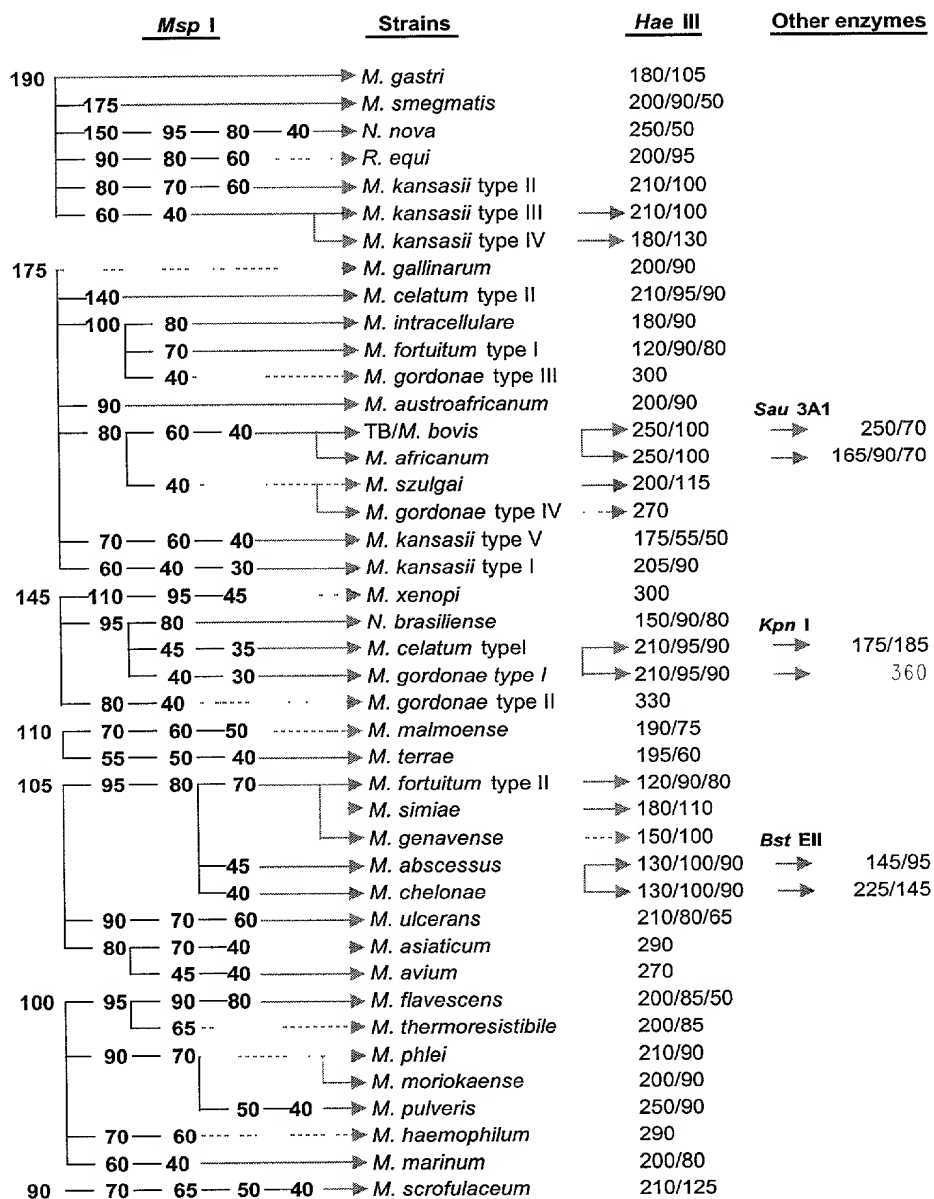 Msp I Strains Hae III Other enzymes
190 M. gastri 180/105
175 M. smegmatis 200/90/50
150 95 80 40 N. nova 250/50
90 80 60 R. equi 200/95
80 70 60 M. kansasii type II 210/100
60 40 M. kansasii type III 210/100
M. kansasii type IV 180/130
175 M. gallinarum 200/90
140 M. celatum type II 210/95/90
100 80 M. intracellulare 180/90
70 M. fortuitum type I 120/90/80
40 M. gordonae type III 300
90 M. austroafricanum 200/90
Sau 3A1
80 60 40 TB/M. bovis 250/100 250/70
M. africanum 250/100 165/90/70
40 M. szulgai 200/115
M. gordonae type IV 270
70 60 40 M. kansasii type V 175/55/50
60 40 30 M. kansasii type I 205/90
145 110 95 45 M. xenopi 300
95 80 N. brasiliense 150/90/80
Kpn I
45 35 M. celatum typeI 210/95/90 175/185
40 30 M. gordonae type I 210/95/90 360
80 40 M. gordonae type II 330
110 70 60 50 M. malmoense 190/75
55 50 40 M. terrae 195/60
105 95 80 70 M. fortuitum type II 120/90/80
M. simiae 180/110
M. genavense 150/100
Bst EII
45 M. abscessus 130/100/90 145/95
40 M. chelonae 130/100/90 225/145
90 70 60 M. ulcerans 210/80/65
80 70 40 M. asiaticum 290
45 40 M. avium 270
100 95 90 80 M. flavescens 200/85/50
65 M. thermoresistibile 200/85
90 70 M. phlei 210/90
M. moriokaense 200/90
50 40 M. pulveris 250/90
70 60 M. haemophilum 290
60 40 M. marinum 200/80
90 70 65 50 40 M. scrofulaceum 210/125